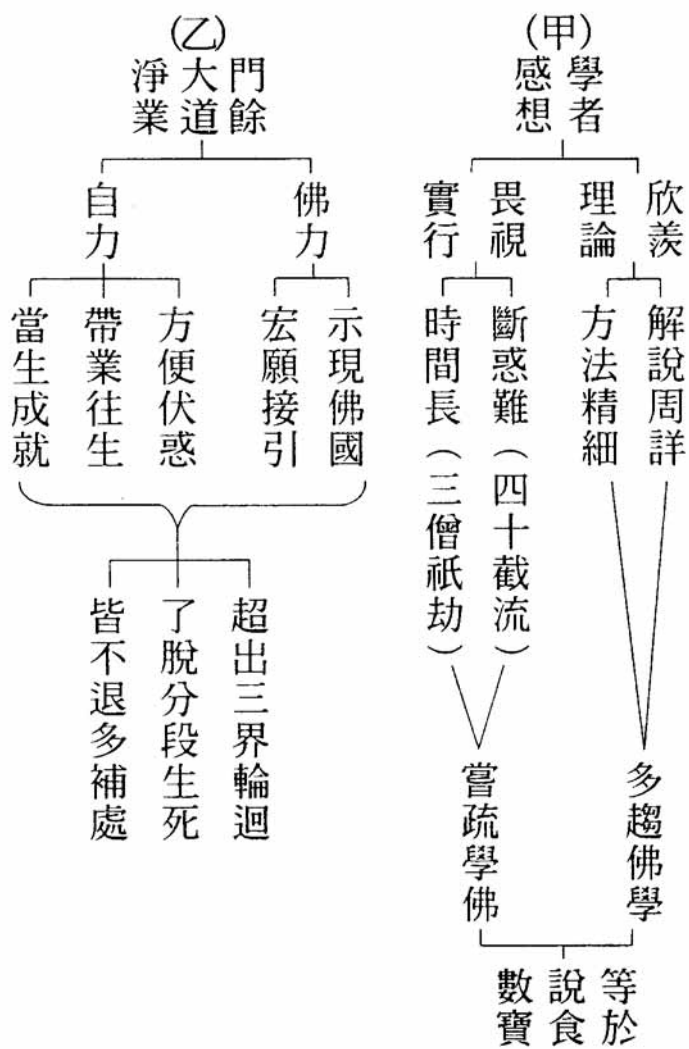 (甲)
學者
感想
欣羨
理論
解說周詳
方法精細
多趨佛學
畏視
實行
斷惑難（四十截流）
時間長（三僧祇劫）
嘗疏學佛
等於
說食
數寶
(乙)
門餘
大道
淨業
佛力
示現佛國
宏願接引
自力
方便伏惑
帶業往生
當生成就
超出三界輪迴
了脫分段生死
皆不退多補處